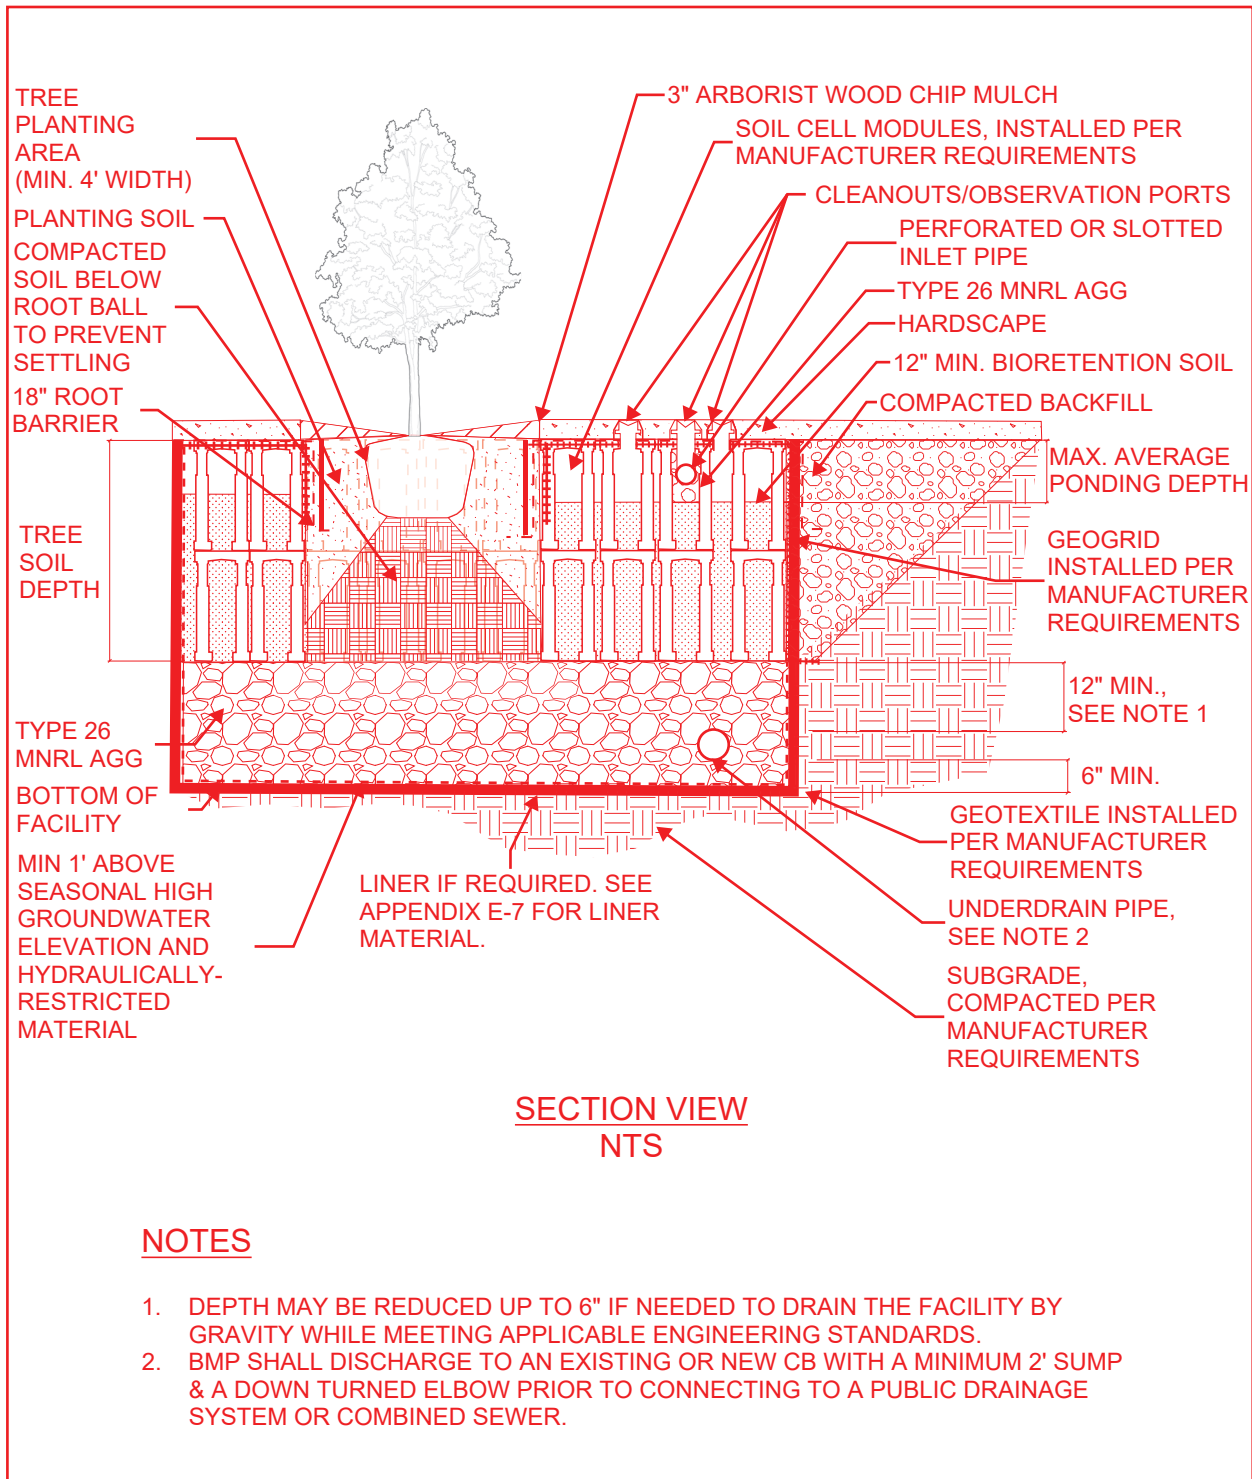 TREE
PLANTING
AREA
(MIN. 4' WIDTH)
PLANTING SOIL
COMPACTED
SOIL BELOW
ROOT BALL
TO PREVENT
SETTLING
18" ROOT
BARRIER
TREE
SOIL
DEPTH
TYPE 26
MNRL AGG
BOTTOM OF
FACILITY
MIN 1' ABOVE
SEASONAL HIGH
GROUNDWATER
ELEVATION AND
HYDRAULICALLY-
RESTRICTED
MATERIAL
LINER IF REQUIRED. SEE
APPENDIX E-7 FOR LINER
MATERIAL.
3" ARBORIST WOOD CHIP MULCH
SOIL CELL MODULES, INSTALLED PER
MANUFACTURER REQUIREMENTS
CLEANOUTS/OBSERVATION PORTS
PERFORATED OR SLOTTED
INLET PIPE
TYPE 26 MNRL AGG
HARDSCAPE
12" MIN. BIORETENTION SOIL
COMPACTED BACKFILL
MAX. AVERAGE
PONDING DEPTH
GEOGRID
INSTALLED PER
MANUFACTURER
REQUIREMENTS
12" MIN.,
SEE NOTE 1
6" MIN.
GEOTEXTILE INSTALLED
PER MANUFACTURER
REQUIREMENTS
UNDERDRAIN PIPE,
SEE NOTE 2
SUBGRADE,
COMPACTED PER
MANUFACTURER
REQUIREMENTS
SECTION VIEW
NTS
NOTES
1. DEPTH MAY BE REDUCED UP TO 6" IF NEEDED TO DRAIN THE FACILITY BY
GRAVITY WHILE MEETING APPLICABLE ENGINEERING STANDARDS.
2. BMP SHALL DISCHARGE TO AN EXISTING OR NEW CB WITH A MINIMUM 2' SUMP
& A DOWN TURNED ELBOW PRIOR TO CONNECTING TO A PUBLIC DRAINAGE
SYSTEM OR COMBINED SEWER.